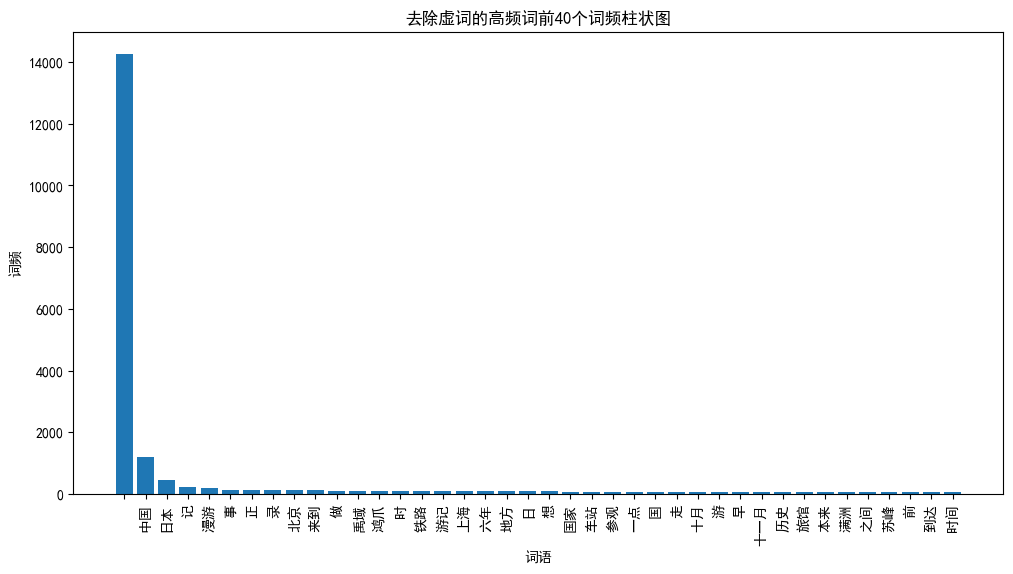 去除虚词的高频词前40个词频柱状图
14000
12000
10000
8000
6000
4000
2000
0
词频
中国
日本
记
漫游
事
正
录
北京
来到
做
禹域
鸿爪
时
铁路
游记
上海
六年
地方
日
想
国家
车站
参观
一点
国
走
十月
游
早
十一月
历史
旅馆
本来
满洲
之间
苏峰
前
到达
时间
词语